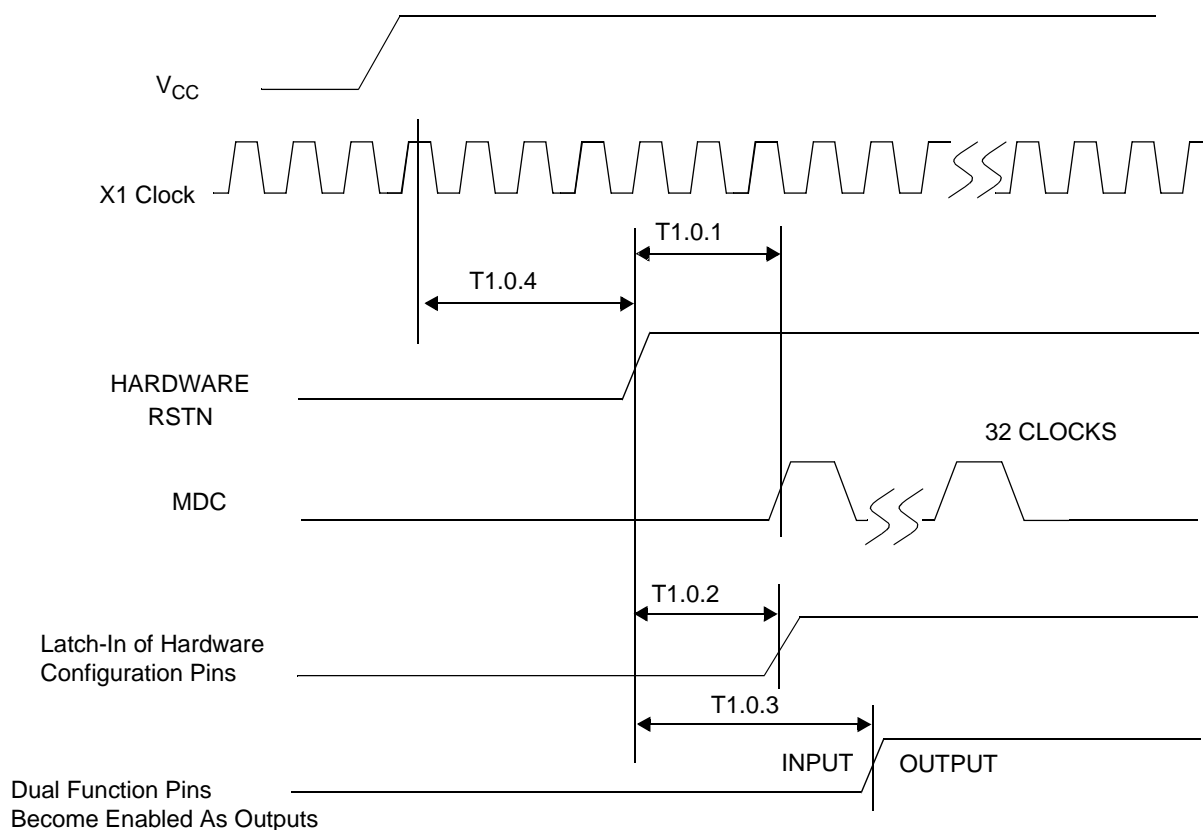 VCC
X1 Clock
T1.0.1
T1.0.4
HARDWARE
RSTN
32 CLOCKS
MDC
T1.0.2
Latch-In of Hardware
Configuration Pins
T1.0.3
INPUT OUTPUT
Dual Function Pins
Become Enabled As Outputs